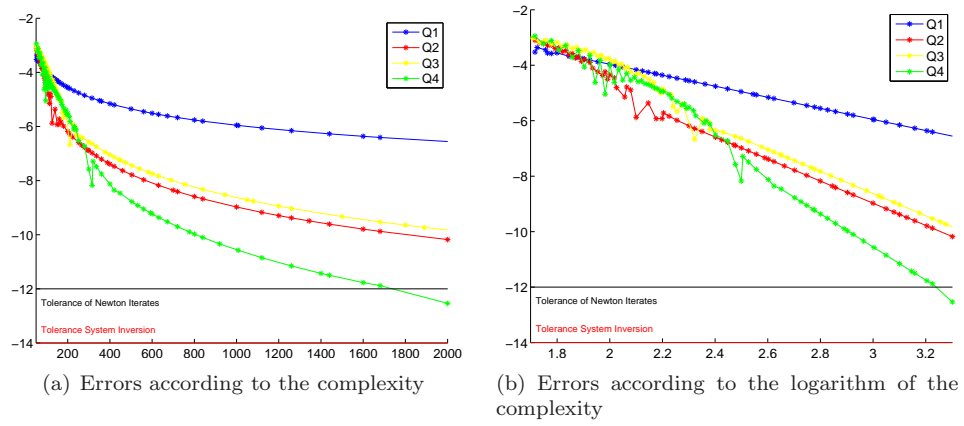 −2
−4
−6
−8
−10
−12
−14
Q1
Q2
Q3
Q4
Tolerance of Newton Iterates
Tolerance System Inversion
200 400 600 800 1000 1200 1400 1600 1800 2000
(a) Errors according to the complexity
−2
−4
−6
−8
−10
−12
−14
Q1
Q2
Q3
Q4
Tolerance of Newton Iterates
Tolerance System Inversion
1.8 2 2.2 2.4 2.6 2.8 3 3.2
(b) Errors according to the logarithm of the
complexity